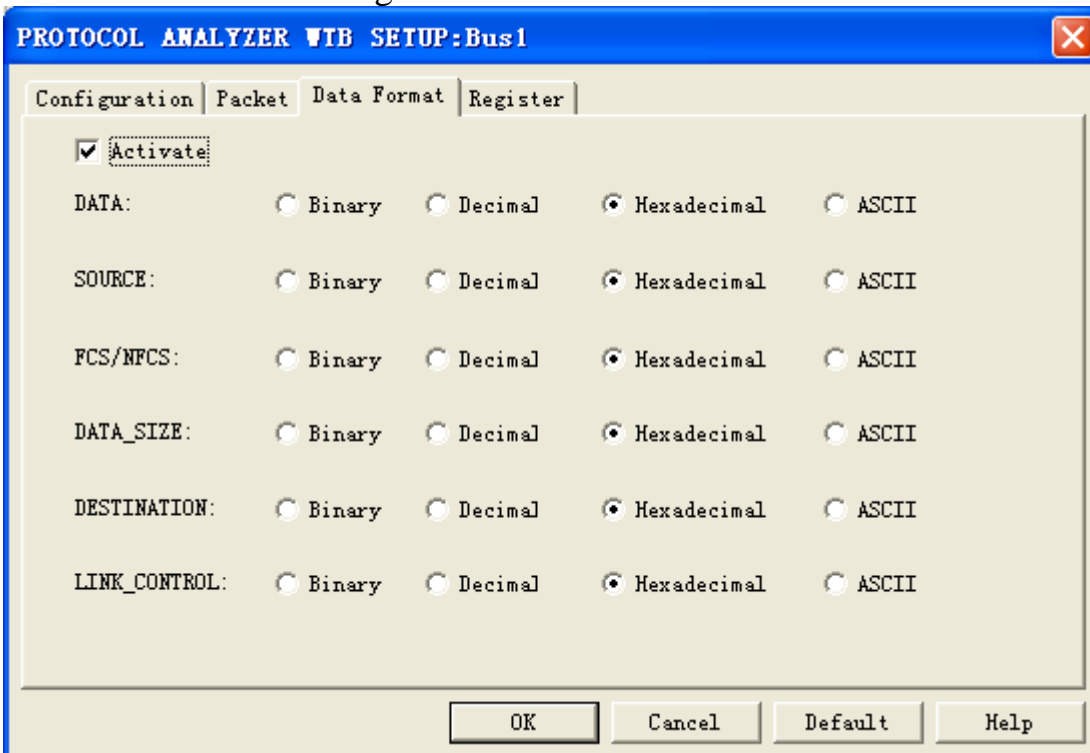 PROTOCOL ANALYZER WTB SETUP:Bus1
Configuration Packet Data Format Register
Activate
DATA: Binary Decimal Hexadecimal ASCII
SOURCE: Binary Decimal Hexadecimal ASCII
FCS/NFCS: Binary Decimal Hexadecimal ASCII
DATA_SIZE: Binary Decimal Hexadecimal ASCII
DESTINATION: Binary Decimal Hexadecimal ASCII
LINK_CONTROL: Binary Decimal Hexadecimal ASCII
OK Cancel Default Help